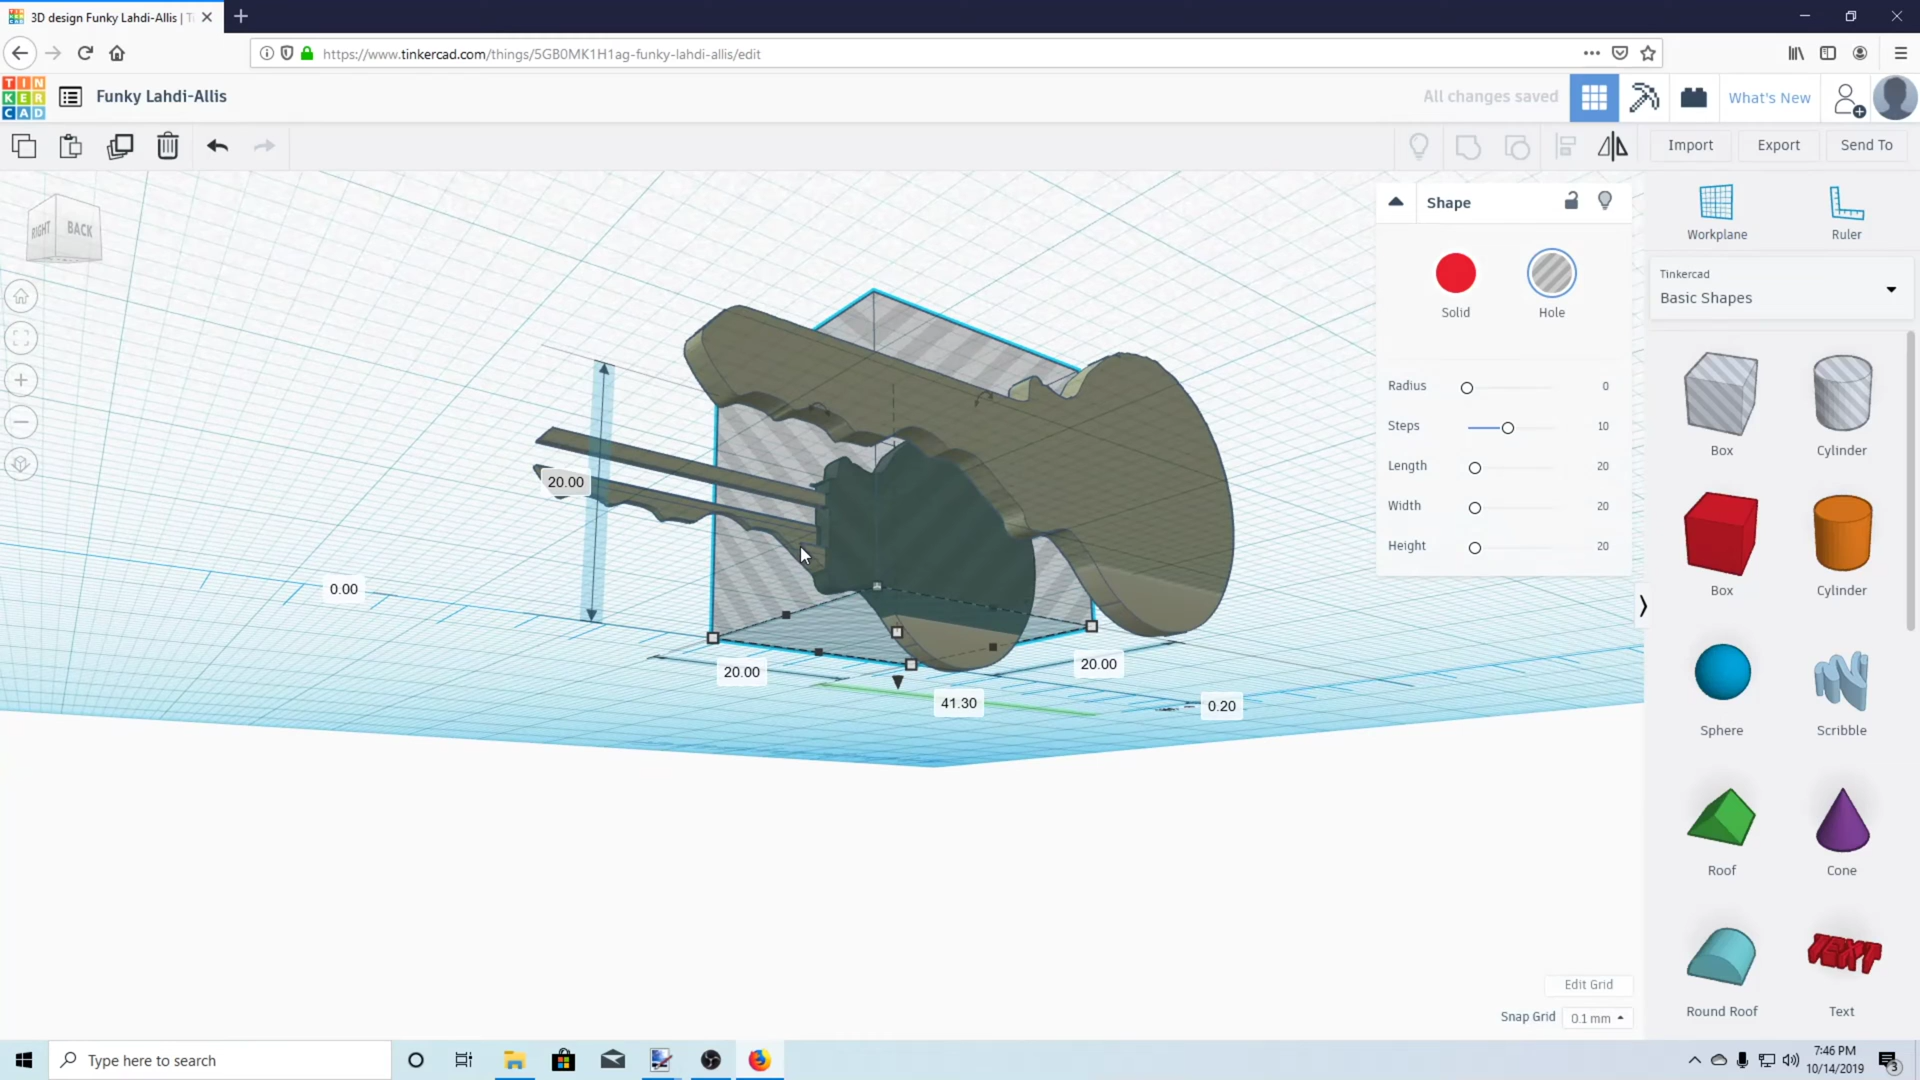 3D design Funky Lahdi-Allis | Ti
https://www.tinkercad.com/things/5GB0MK1H1ag-funky-lahdi-allis/edit
TIN
KER
CAD
Funky Lahdi-Allis
All changes saved
What's New
Import
Export
Send To
RIGHT
BACK
Shape
Solid
Hole
Radius
0
Steps
10
Length
20
Width
20
Height
20
Workplane
Ruler
Tinkercad
Basic Shapes
Box
Cylinder
Box
Cylinder
Sphere
Scribble
Roof
Cone
Round Roof
TEXT
Text
20.00
0.00
20.00
41.30
20.00
0.20
Edit Grid
Snap Grid
0.1 mm
Type here to search
7:46 PM
10/14/2019
3